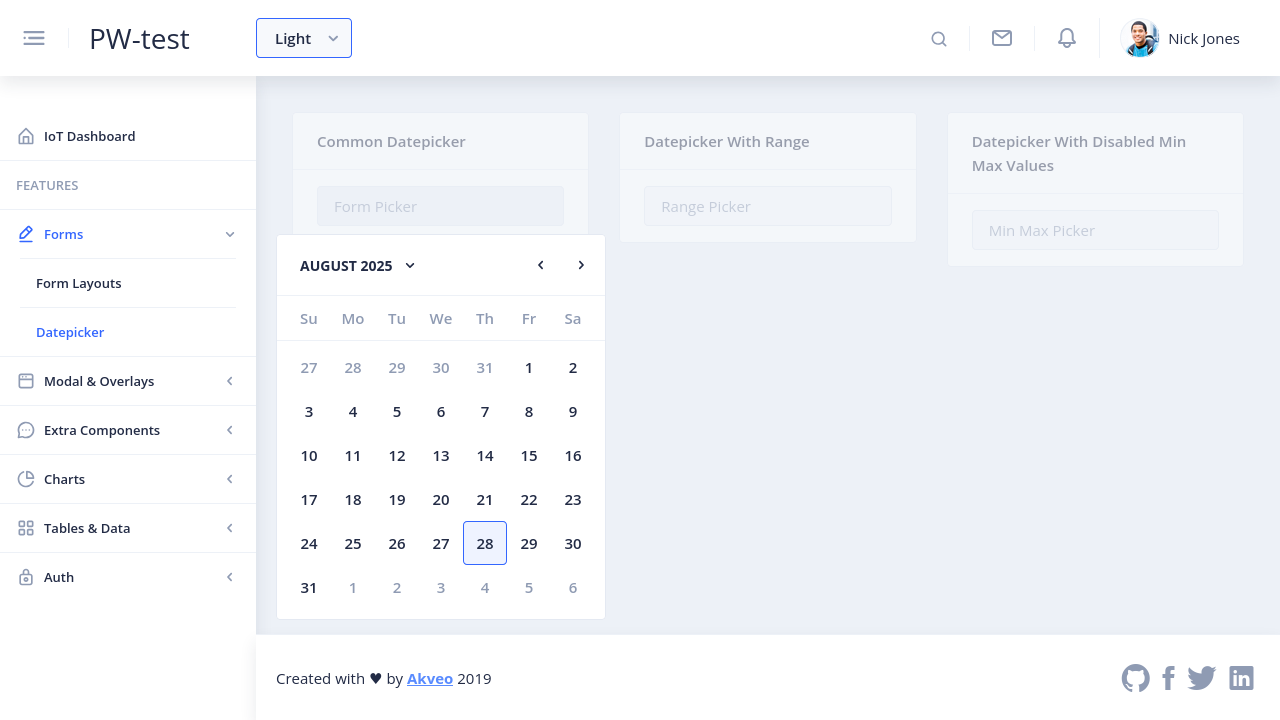 PW-test
Light
Nick Jones
IoT Dashboard
FEATURES
Forms
Form Layouts
Datepicker
Modal & Overlays
Extra Components
Charts
Tables & Data
Auth
Common Datepicker
Form Picker
Datepicker With Range
Range Picker
Datepicker With Disabled Min
Max Values
Min Max Picker
AUGUST 2025
Su Mo Tu We Th Fr Sa
27 28 29 30 31 1 2
3 4 5 6 7 8 9
10 11 12 13 14 15 16
17 18 19 20 21 22 23
24 25 26 27 28 29 30
31 1 2 3 4 5 6
Created with ♥ by Akveo 2019